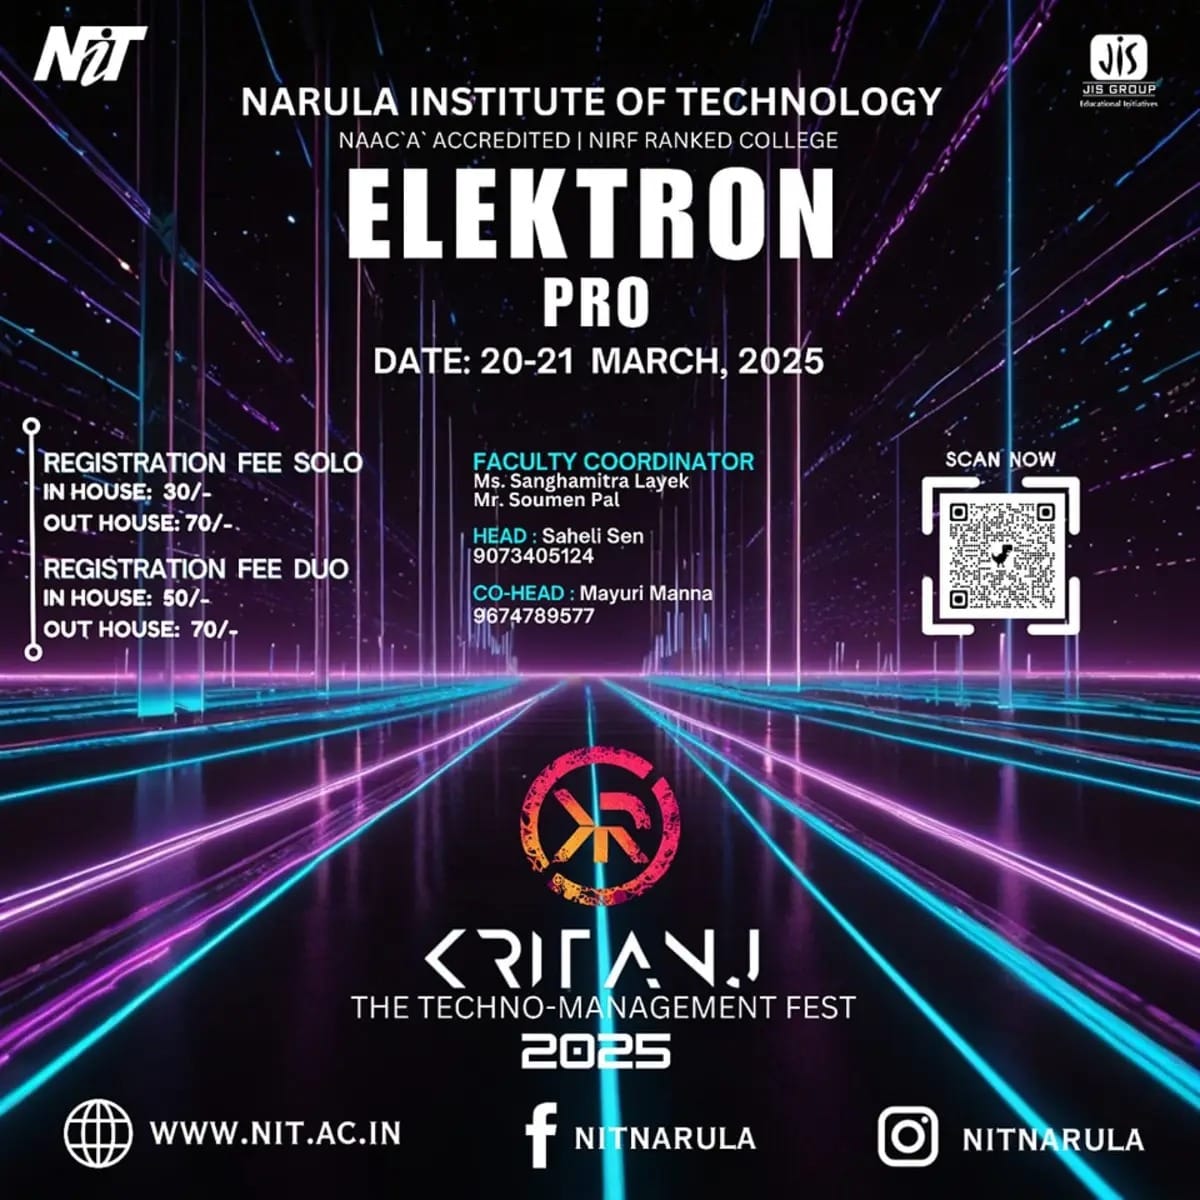 NiT
JIS
JIS GROUP
Educational Initiatives
NARULA INSTITUTE OF TECHNOLOGY
NAAC`A` ACCREDITED | NIRF RANKED COLLEGE
ELEKTRON
PRO
DATE: 20-21 MARCH, 2025
REGISTRATION FEE SOLO
IN HOUSE: 30/-
OUT HOUSE: 70/-
REGISTRATION FEE DUO
IN HOUSE: 50/-
OUT HOUSE: 70/-
FACULTY COORDINATOR
Ms. Sanghamitra Layek
Mr. Soumen Pal
HEAD : Saheli Sen
9073405124
CO-HEAD : Mayuri Manna
9674789577
SCAN NOW
KR
KRITANJ
THE TECHNO-MANAGEMENT FEST
2025
WWW.NIT.AC.IN
NITNARULA
NITNARULA